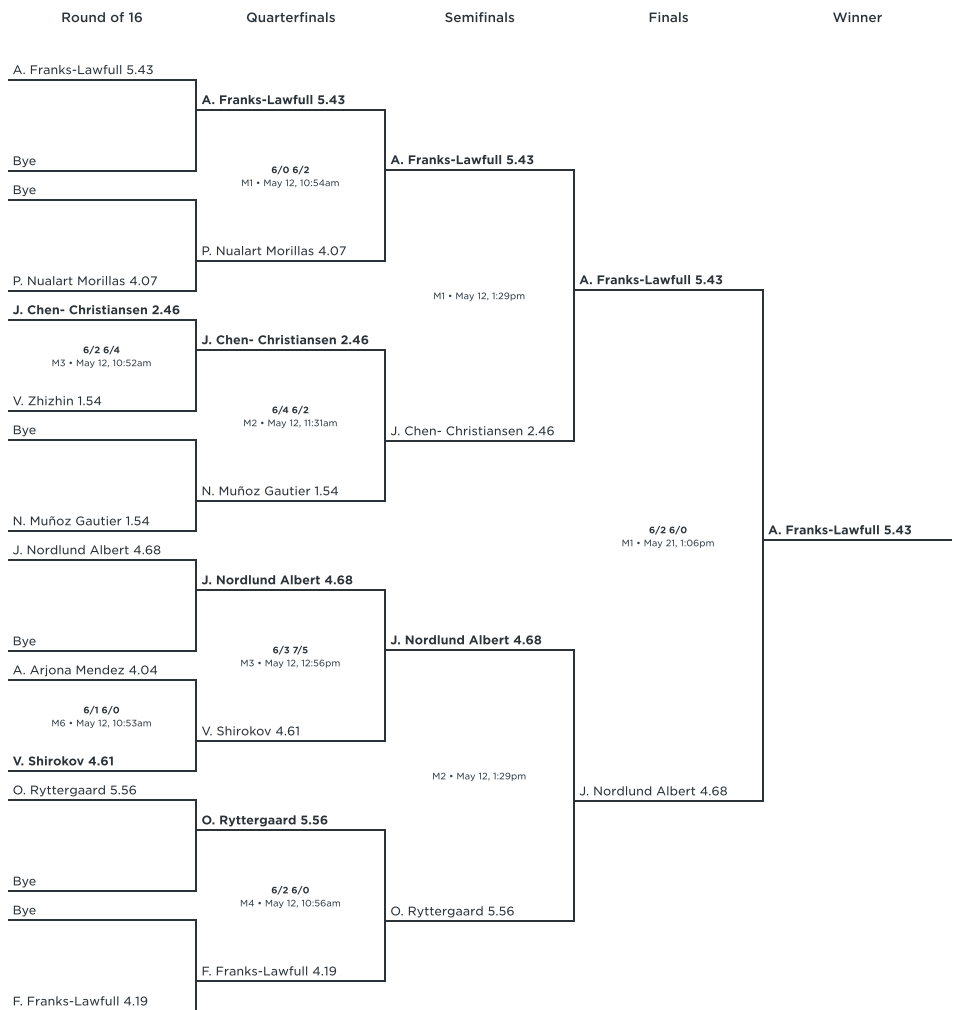 Round of 16
Quarterfinals
Semifinals
Finals
Winner
A. Franks-Lawfull 5.43
A. Franks-Lawfull 5.43
Bye
6/0 6/2
M1 • May 12, 10:54am
A. Franks-Lawfull 5.43
Bye
P. Nualart Morillas 4.07
P. Nualart Morillas 4.07
A. Franks-Lawfull 5.43
M1 • May 12, 1:29pm
J. Chen- Christiansen 2.46
J. Chen- Christiansen 2.46
6/2 6/4
M3 • May 12, 10:52am
V. Zhizhin 1.54
6/4 6/2
M2 • May 12, 11:31am
Bye
J. Chen- Christiansen 2.46
N. Muñoz Gautier 1.54
N. Muñoz Gautier 1.54
6/2 6/0
M1 • May 21, 1:06pm
A. Franks-Lawfull 5.43
J. Nordlund Albert 4.68
J. Nordlund Albert 4.68
Bye
6/3 7/5
M3 • May 12, 12:56pm
J. Nordlund Albert 4.68
A. Arjona Mendez 4.04
6/1 6/0
M6 • May 12, 10:53am
V. Shirokov 4.61
V. Shirokov 4.61
M2 • May 12, 1:29pm
J. Nordlund Albert 4.68
O. Ryttergaard 5.56
O. Ryttergaard 5.56
Bye
6/2 6/0
M4 • May 12, 10:56am
Bye
O. Ryttergaard 5.56
F. Franks-Lawfull 4.19
F. Franks-Lawfull 4.19